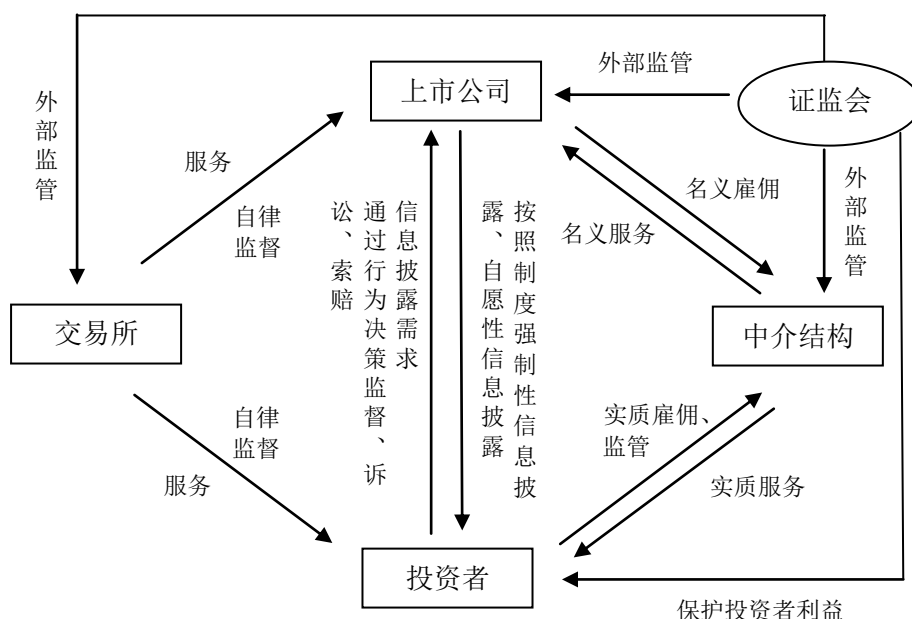 外部监管
上市公司
证监会
外部监管
服务
自律
监督
名义雇佣
名义服务
外部监管
信息披露需求
通过行为决策监督、诉
讼、索赔
按照制度强制性信息披
露、自愿性信息披露
交易所
中介结构
自律
监督
服务
实质雇佣、
监管
实质服务
投资者
保护投资者利益